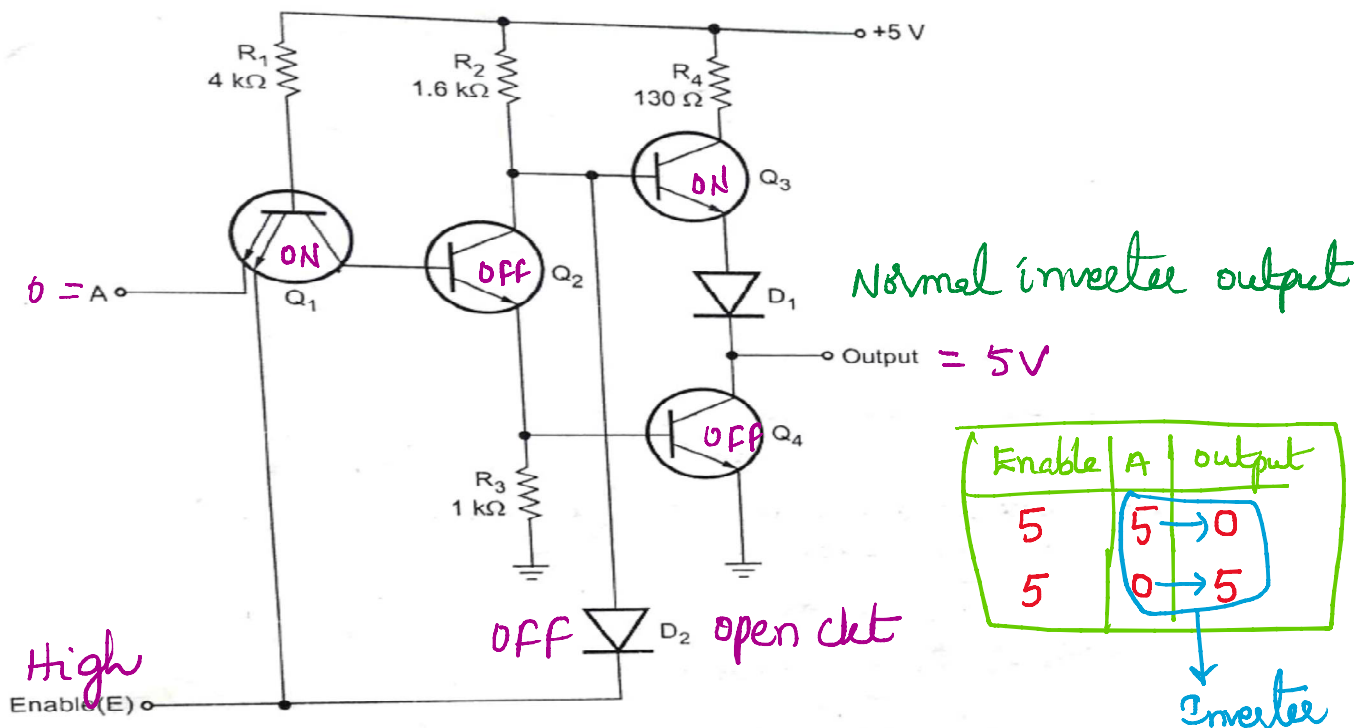 +5 V
R1
4 kΩ
R2
1.6 kΩ
R4
130 Ω
ON
Q3
ON
Q1
OFF
Q2
0 = A
D1
Normal invertee output
Output = 5V
OFF
Q4
R3
1 kΩ
Enable A output
5 5 → 0
5 0 → 5
OFF D2 open ckt
High
Enable(E)
Invertee